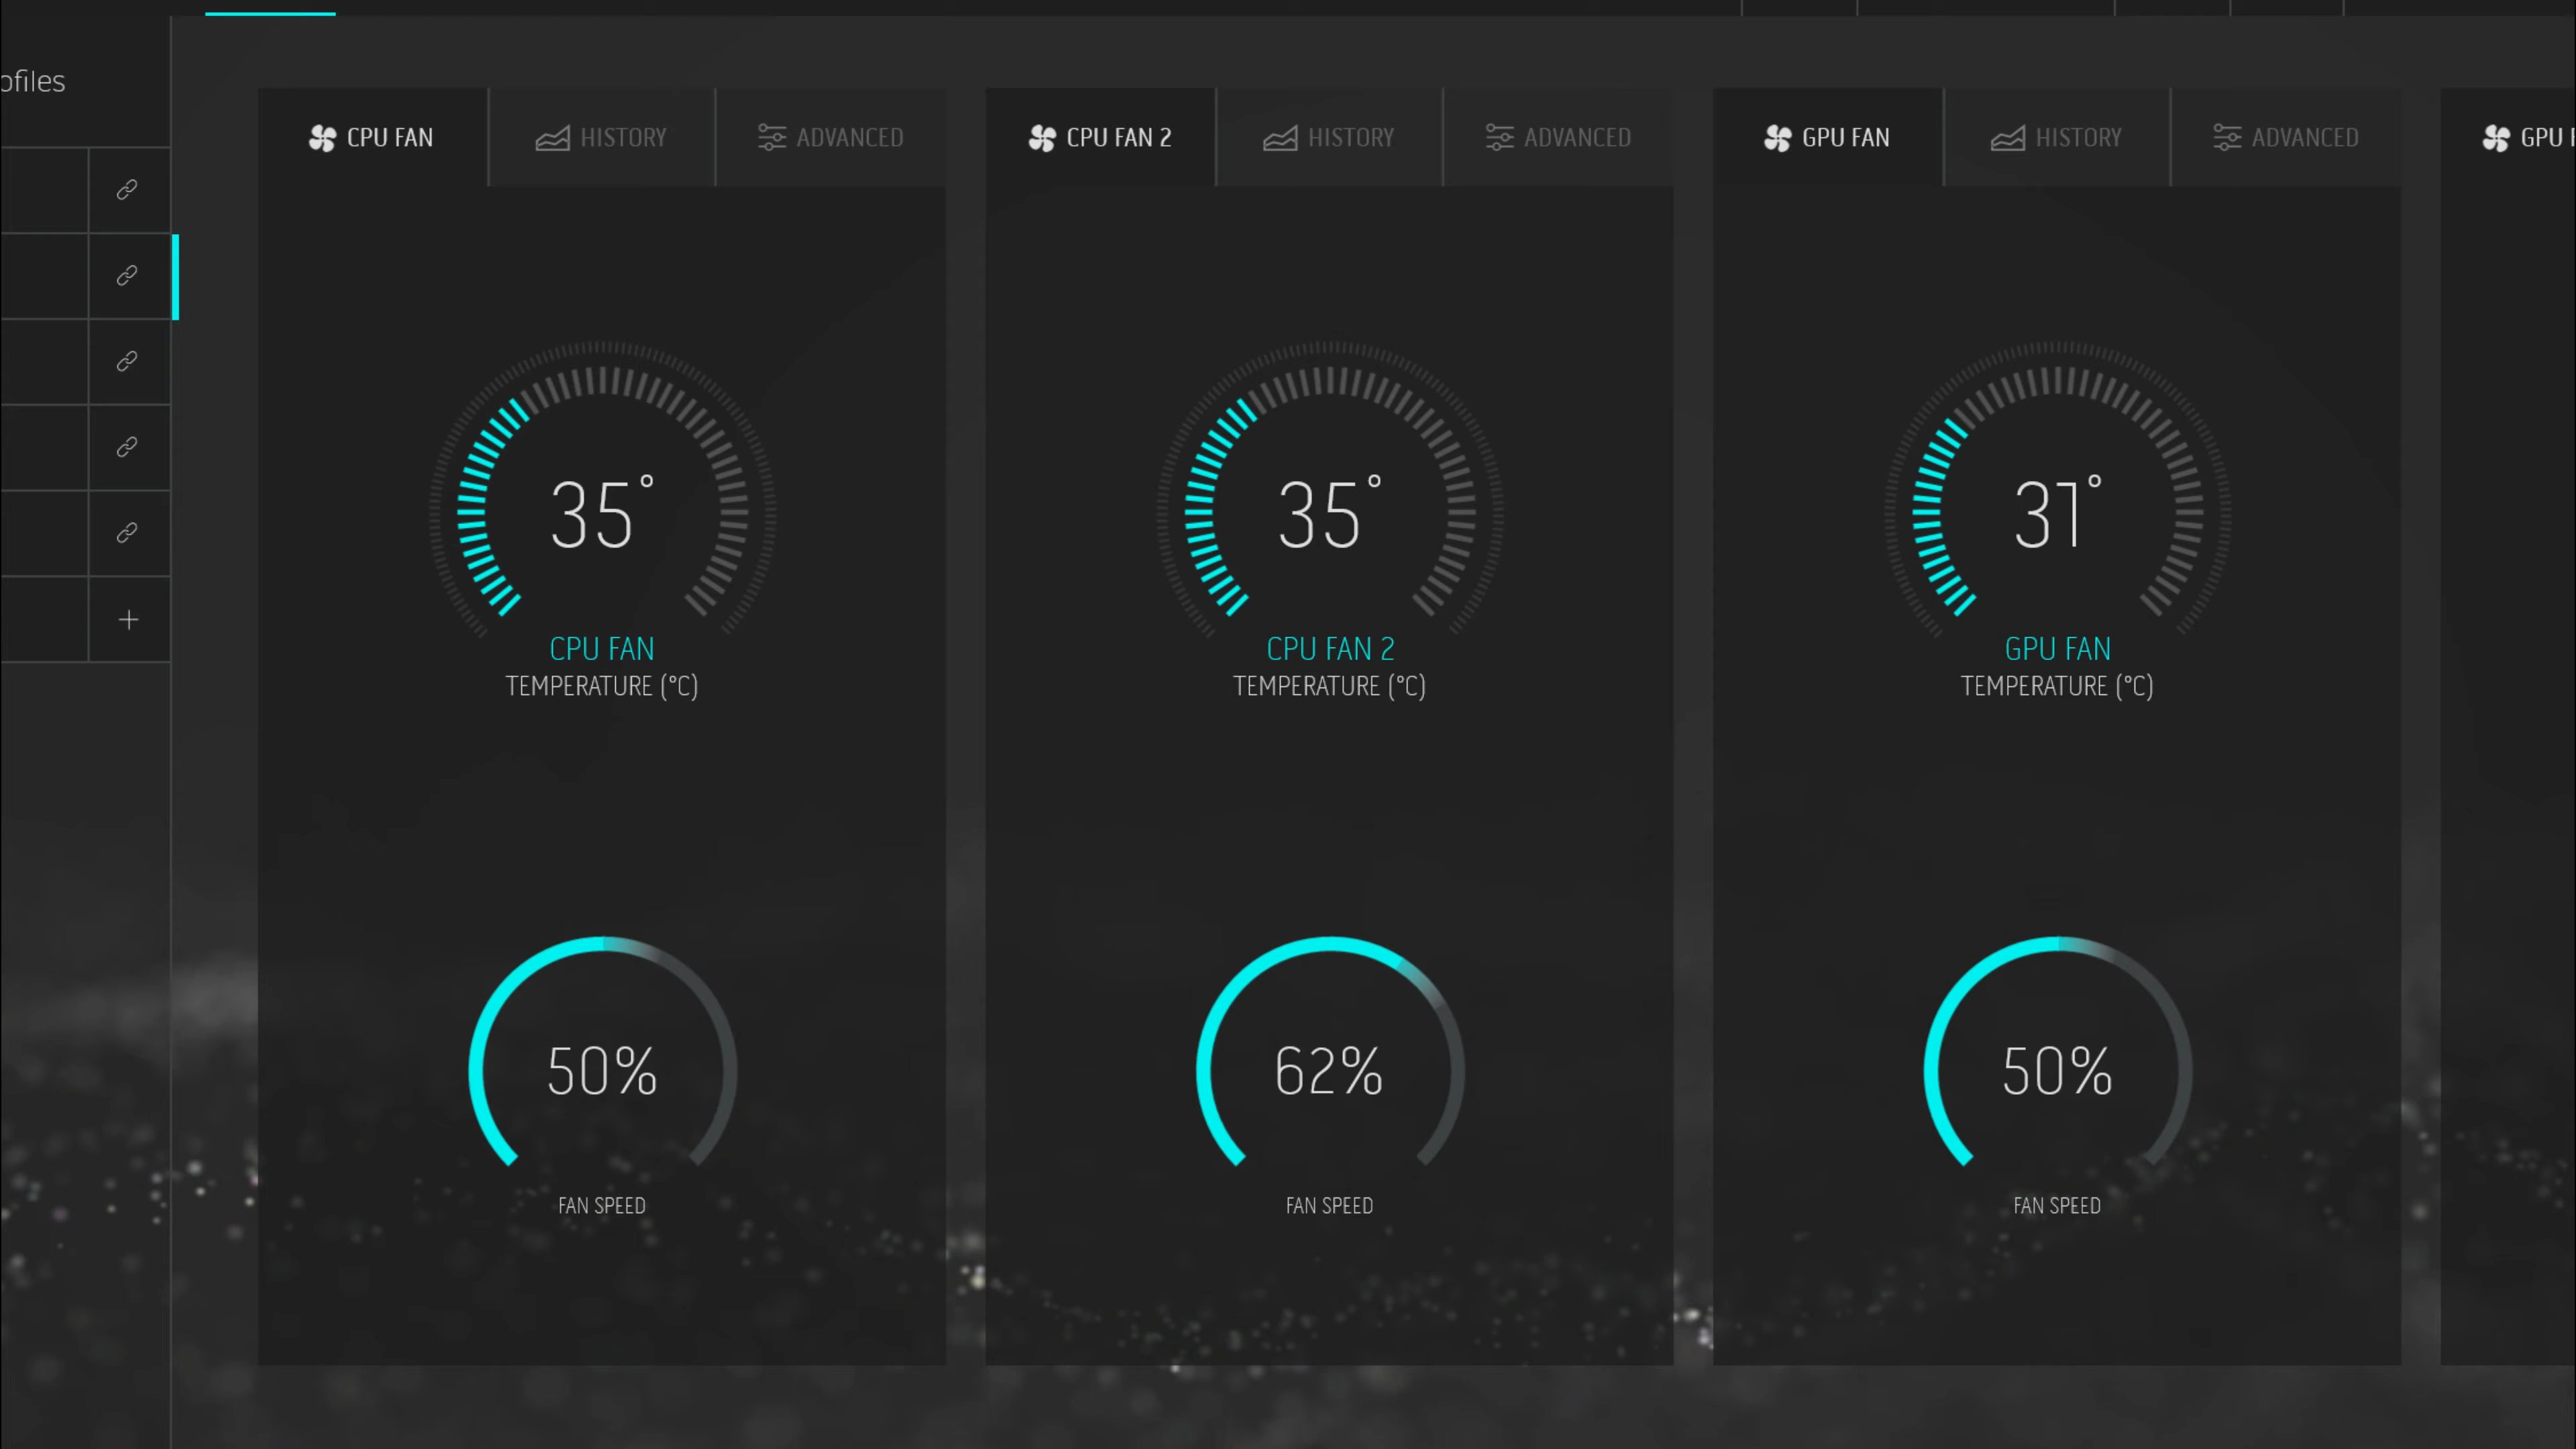 ofiles
CPU FAN
HISTORY
ADVANCED
CPU FAN 2
HISTORY
ADVANCED
GPU FAN
HISTORY
ADVANCED
GPU
35°
CPU FAN
TEMPERATURE (°C)
50%
FAN SPEED
35°
CPU FAN 2
TEMPERATURE (°C)
62%
FAN SPEED
31°
GPU FAN
TEMPERATURE (°C)
50%
FAN SPEED